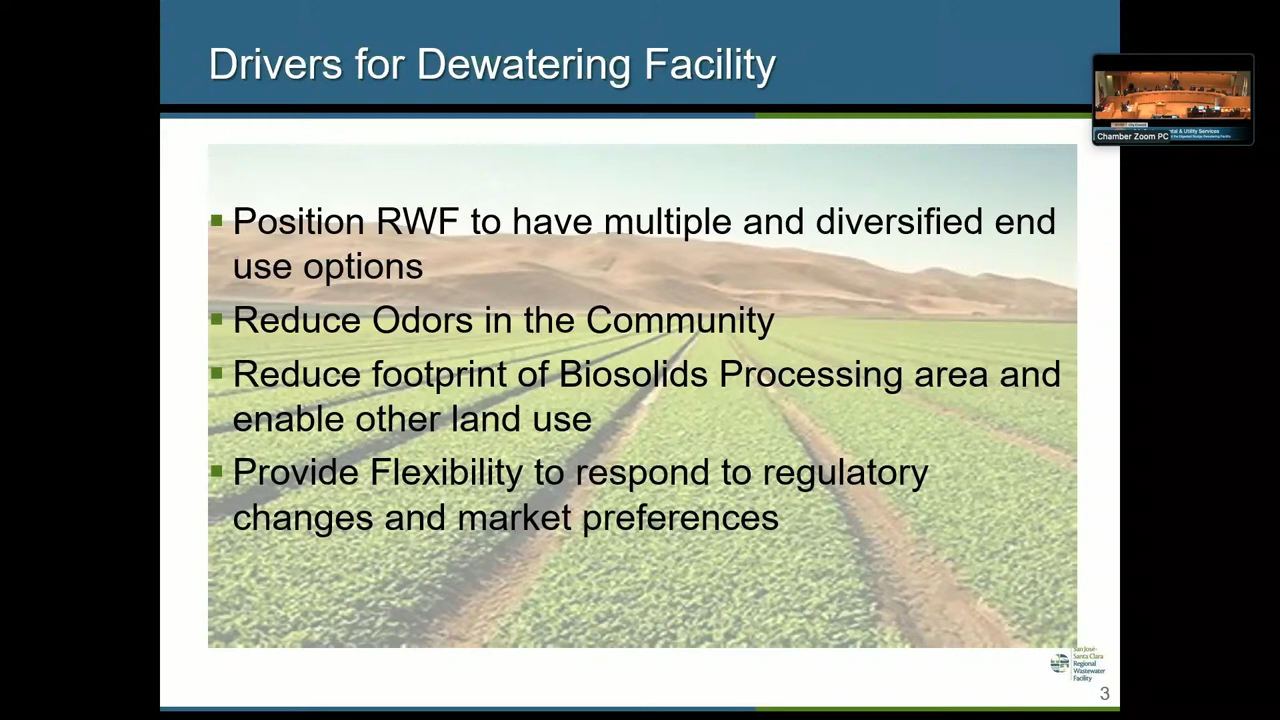 Drivers for Dewatering Facility
Position RWF to have multiple and diversified end
use options
Reduce Odors in the Community
Reduce footprint of Biosolids Processing area and
enable other land use
Provide Flexibility to respond to regulatory
changes and market preferences
Chamber Zoom PC
& Utility Services
San José-
Santa Clara
Regional
Wastewater
Facility
3